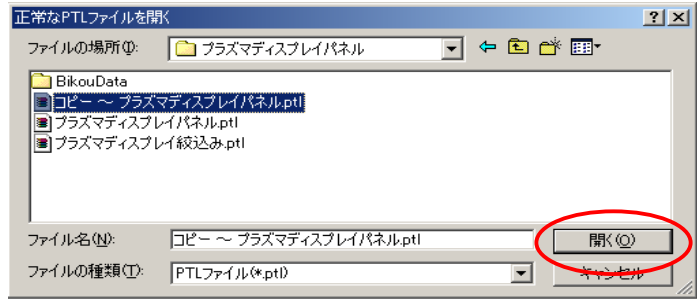 正常なPTLファイルを開く
ファイルの場所(I):
プラズマディスプレイパネル
BikouData
コピー ～ プラズマディスプレイパネル.ptl
プラズマディスプレイパネル.ptl
プラズマディスプレイ絞込み.ptl
ファイル名(N):
コピー ～ プラズマディスプレイパネル.ptl
開く(O)
ファイルの種類(T):
PTLファイル(*.ptl)
キャンセル